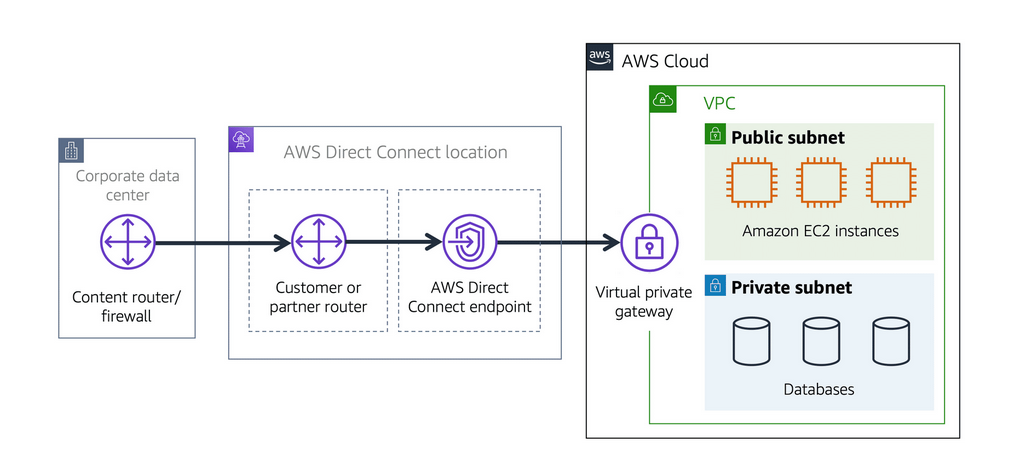 aws
AWS Cloud
VPC
Public subnet
Amazon EC2 instances
Private subnet
Databases
Virtual private
gateway
AWS Direct Connect location
Customer or
partner router
AWS Direct
Connect endpoint
Corporate data
center
Content router/
firewall